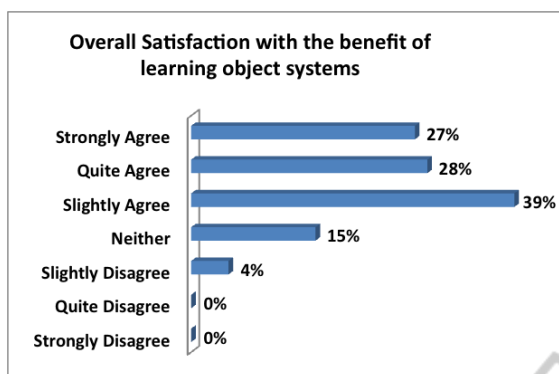 Overall Satisfaction with the benefit of
learning object systems
Strongly Agree 27%
Quite Agree 28%
Slightly Agree 39%
Neither 15%
Slightly Disagree 4%
Quite Disagree 0%
Strongly Disagree 0%